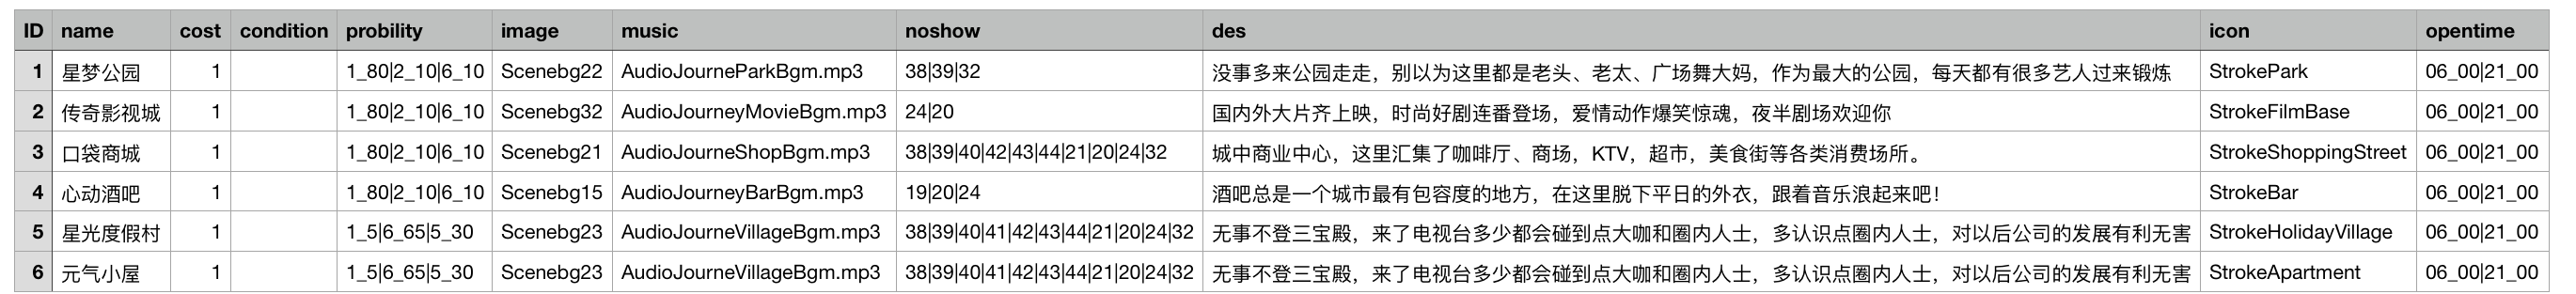 ID name cost condition probility image music noshow des icon opentime
1 星梦公园 1 1_80|2_10|6_10 Scenebg22 AudioJourneParkBgm.mp3 38|39|32 没事多来公园走走，别以为这里都是老头、老太、广场舞大妈，作为最大的公园，每天都有很多艺人过来锻炼 StrokePark 06_00|21_00
2 传奇影视城 1 1_80|2_10|6_10 Scenebg32 AudioJourneyMovieBgm.mp3 24|20 国内外大片齐上映，时尚好剧连番登场，爱情动作爆笑惊魂，夜半剧场欢迎你 StrokeFilmBase 06_00|21_00
3 口袋商城 1 1_80|2_10|6_10 Scenebg21 AudioJourneShopBgm.mp3 38|39|40|42|43|44|21|20|24|32 城中商业中心，这里汇集了咖啡厅、商场，KTV，超市，美食街等各类消费场所。 StrokeShoppingStreet 06_00|21_00
4 心动酒吧 1 1_80|2_10|6_10 Scenebg15 AudioJourneyBarBgm.mp3 19|20|24 酒吧总是一个城市最有包容度的地方，在这里脱下平日的外衣，跟着音乐浪起来吧！ StrokeBar 06_00|21_00
5 星光度假村 1 1_5|6_65|5_30 Scenebg23 AudioJourneVillageBgm.mp3 38|39|40|41|42|43|44|21|20|24|32 无事不登三宝殿，来了电视台多少都会碰到点大咖和圈内人士，多认识点圈内人士，对以后公司的发展有利无害 StrokeHolidayVillage 06_00|21_00
6 元气小屋 1 1_5|6_65|5_30 Scenebg23 AudioJourneVillageBgm.mp3 38|39|40|41|42|43|44|21|20|24|32 无事不登三宝殿，来了电视台多少都会碰到点大咖和圈内人士，多认识点圈内人士，对以后公司的发展有利无害 StrokeApartment 06_00|21_00